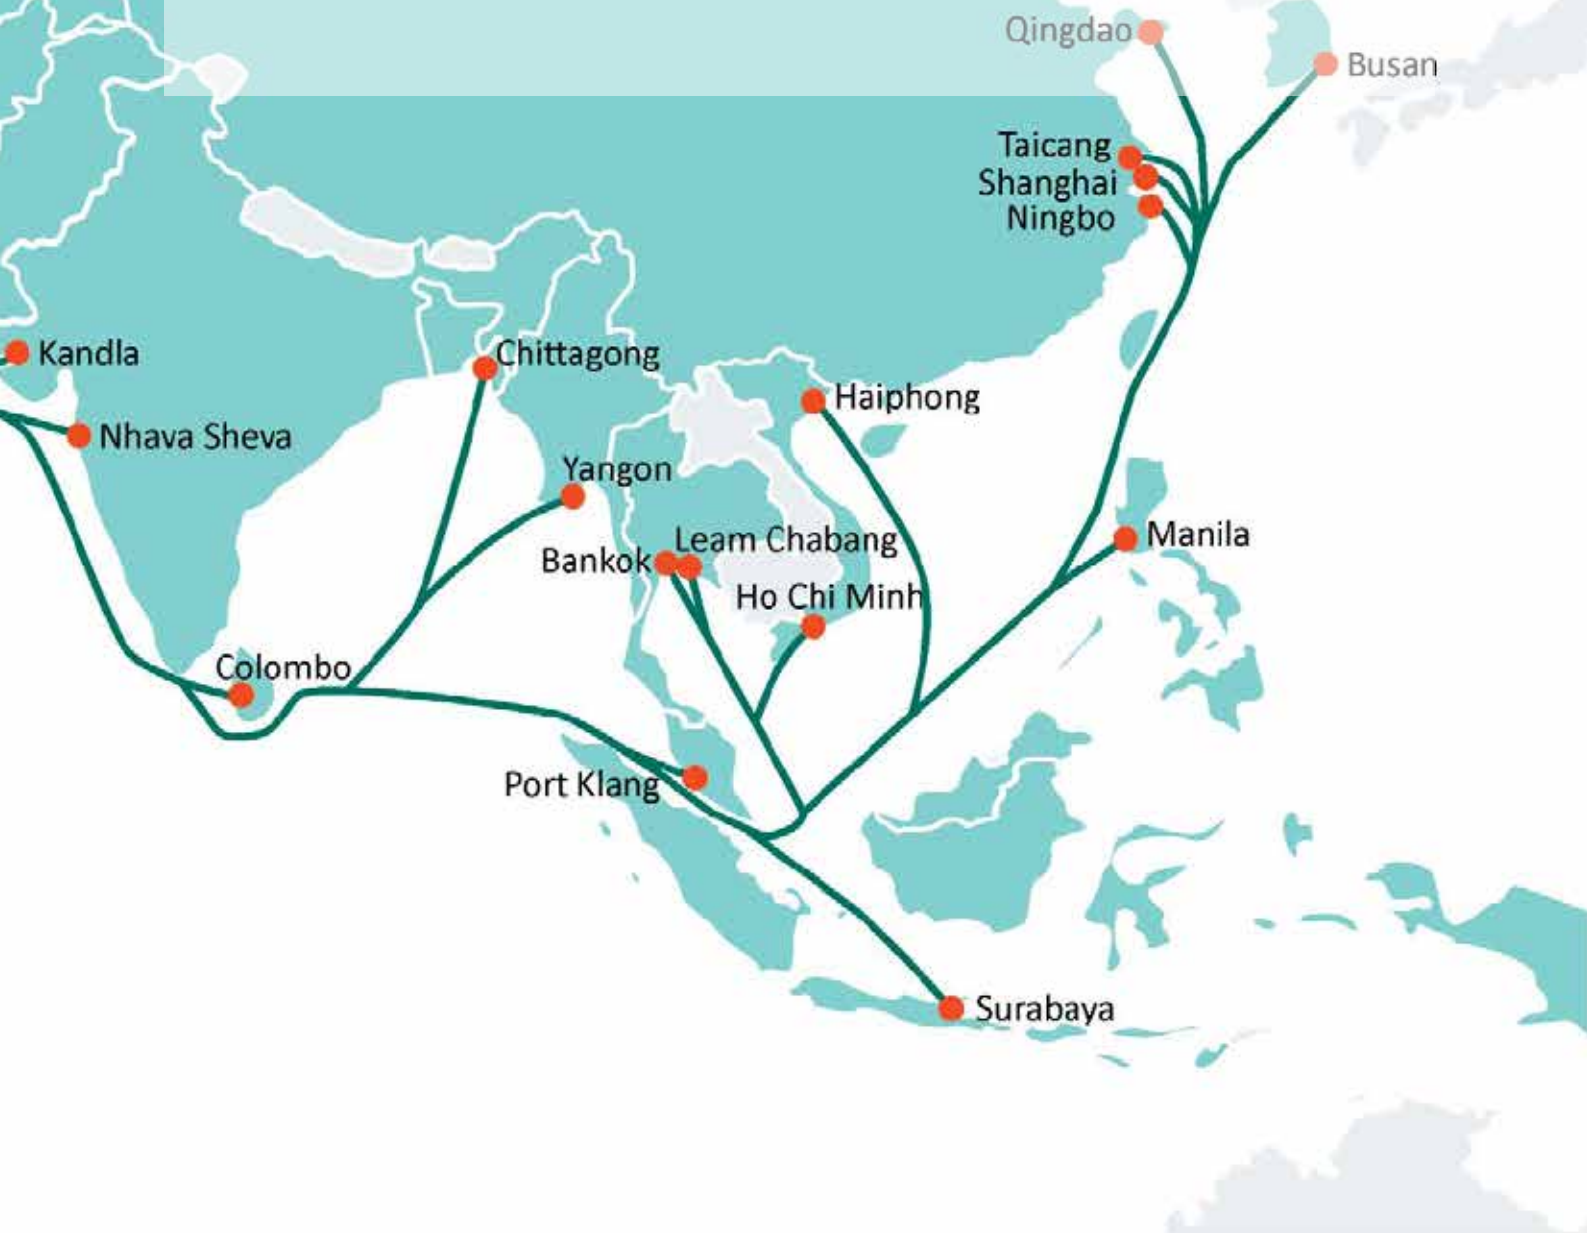 Qingdao
Busan
Taicang
Shanghai
Ningbo
Kandla
Chittagong
Haiphong
Nhava Sheva
Yangon
Manila
Leam Chabang
Bankok
Ho Chi Minh
Colombo
Port Klang
Surabaya